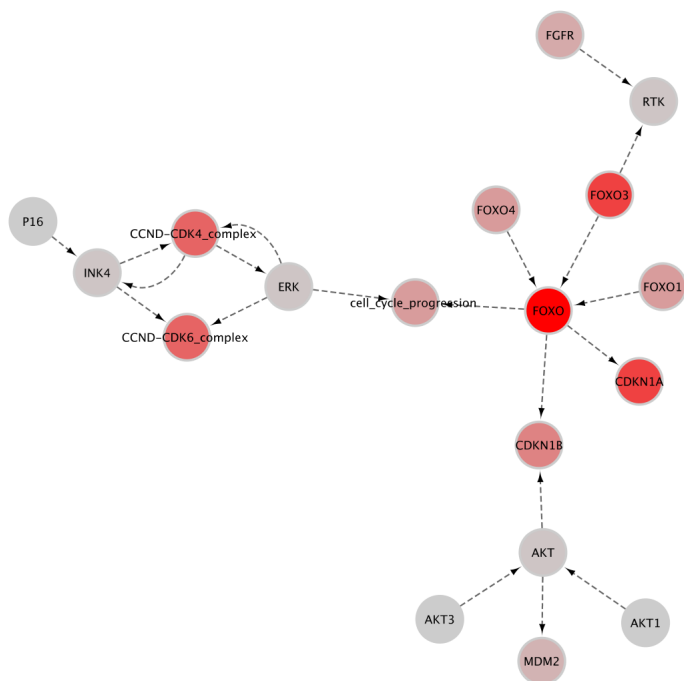 FGFR
RTK
FOXO3
FOXO4
P16
CCND-CDK4_complex
INK4
ERK
FOXO1
cell_cycle_progression
FOXO
CCND-CDK6_complex
CDKN1A
CDKN1B
AKT
AKT3
AKT1
MDM2